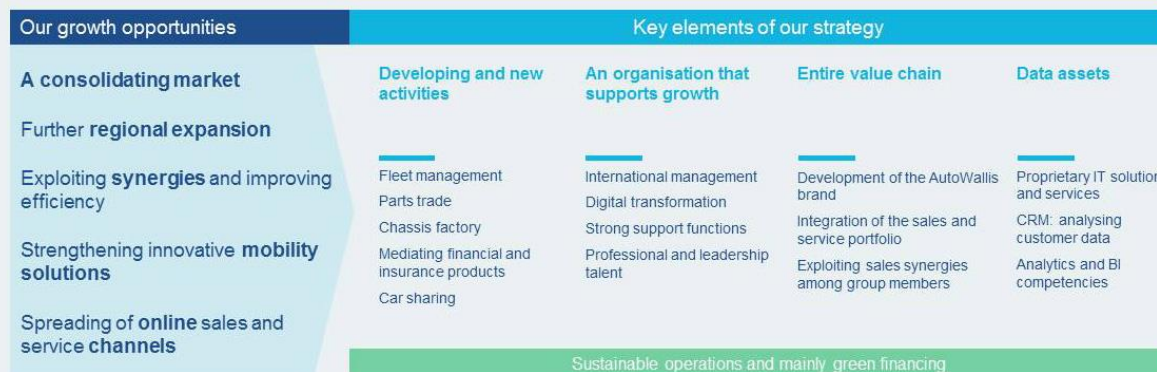 Our growth opportunities
Key elements of our strategy
A consolidating market
Further regional expansion
Exploiting synergies and improving
efficiency
Strengthening innovative mobility
solutions
Spreading of online sales and
service channels
Developing and new
activities
Fleet management
Parts trade
Chassis factory
Mediating financial and
insurance products
Car sharing
An organisation that
supports growth
International management
Digital transformation
Strong support functions
Professional and leadership
talent
Entire value chain
Development of the AutoWallis
brand
Integration of the sales and
service portfolio
Exploiting sales synergies
among group members
Data assets
Proprietary IT solution
and services
CRM: analysing
customer data
Analytics and BI
competencies
Sustainable operations and mainly green financing